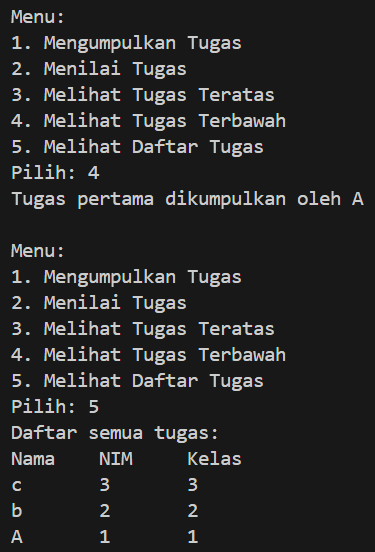 Menu:
1. Mengumpulkan Tugas
2. Menilai Tugas
3. Melihat Tugas Teratas
4. Melihat Tugas Terbawah
5. Melihat Daftar Tugas
Pilih: 4
Tugas pertama dikumpulkan oleh A

Menu:
1. Mengumpulkan Tugas
2. Menilai Tugas
3. Melihat Tugas Teratas
4. Melihat Tugas Terbawah
5. Melihat Daftar Tugas
Pilih: 5
Daftar semua tugas:
Nama    NIM     Kelas
c       3       3
b       2       2
A       1       1